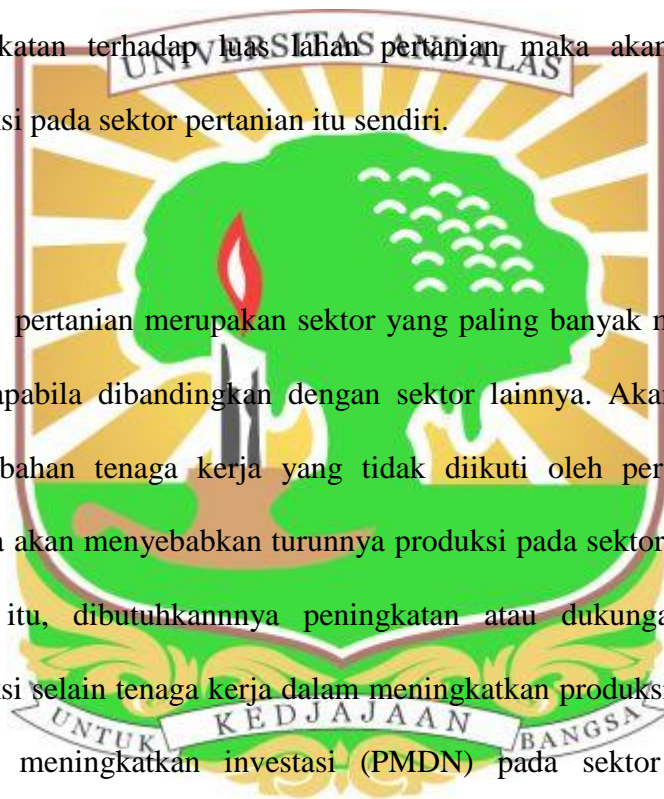 UNIVERSITAS ANDALAS
katan terhadap luas lahan pertanian maka akan
si pada sektor pertanian itu sendiri.
pertanian merupakan sektor yang paling banyak m
apabila dibandingkan dengan sektor lainnya. Akan
bahan tenaga kerja yang tidak diikuti oleh per
a akan menyebabkan turunnya produksi pada sektor
itu, dibutuhkannnya peningkatan atau dukunga
si selain tenaga kerja dalam meningkatkan produksi
UNTUK KEDJAJAAN BANGSA
meningkatkan investasi (PMDN) pada sektor